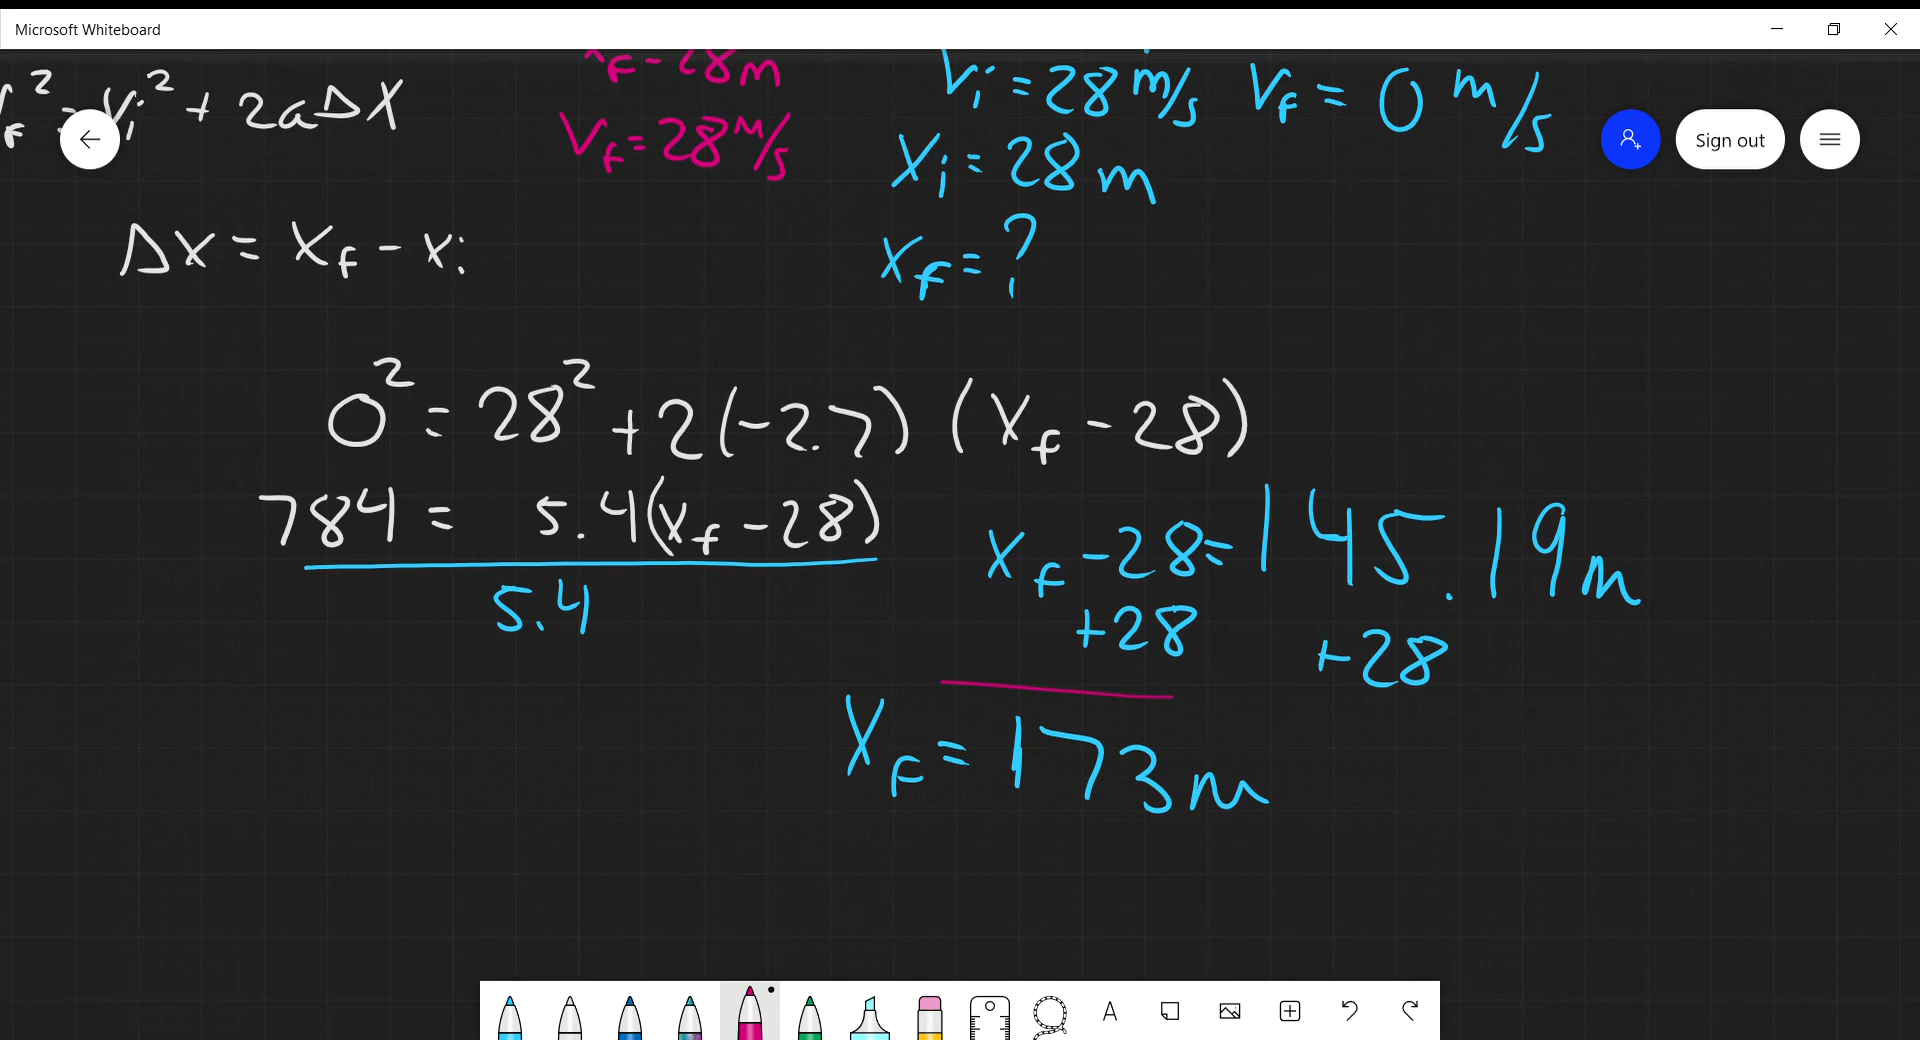 Microsoft Whiteboard
F - 28m
Vi = 28 m/s Vf = 0 m/s
f² = Vi² + 2aΔX
Vf = 28 M/s
Sign out
Xi = 28 m
ΔX = Xf - Xi
Xf = ?
0² = 28² + 2(-2.7) (Xf - 28)
784 = 5.4(Xf - 28)
5.4
Xf - 28 = 145.19m
+28 +28
XF = 173m
A